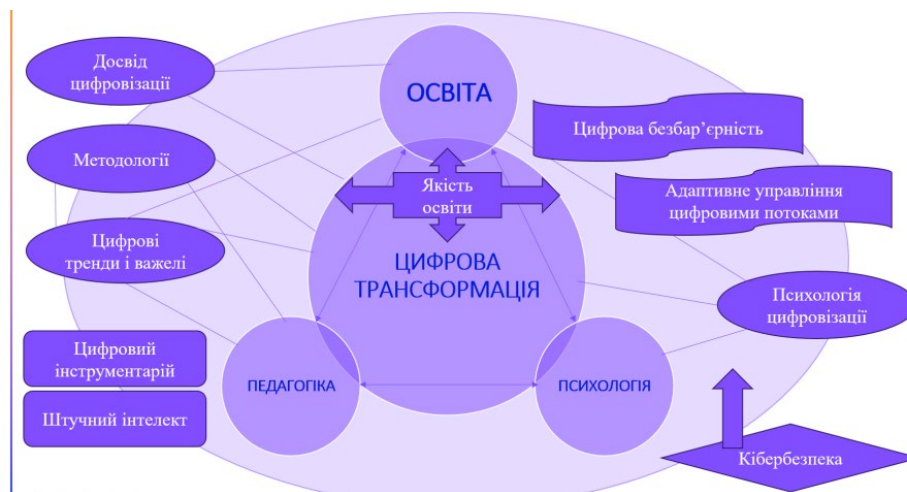 Досвід
цифровізації
ОСВІТА
Цифрова безбар’єрність
Методології
Якість
освіти
Адаптивне управління
цифровими потоками
Цифрові
тренди і важелі
ЦИФРОВА
ТРАНСФОРМАЦІЯ
Психологія
цифровізації
Цифровий
інструментарій
ПЕДАГОГІКА
ПСИХОЛОГІЯ
Штучний інтелект
Кібербезпека